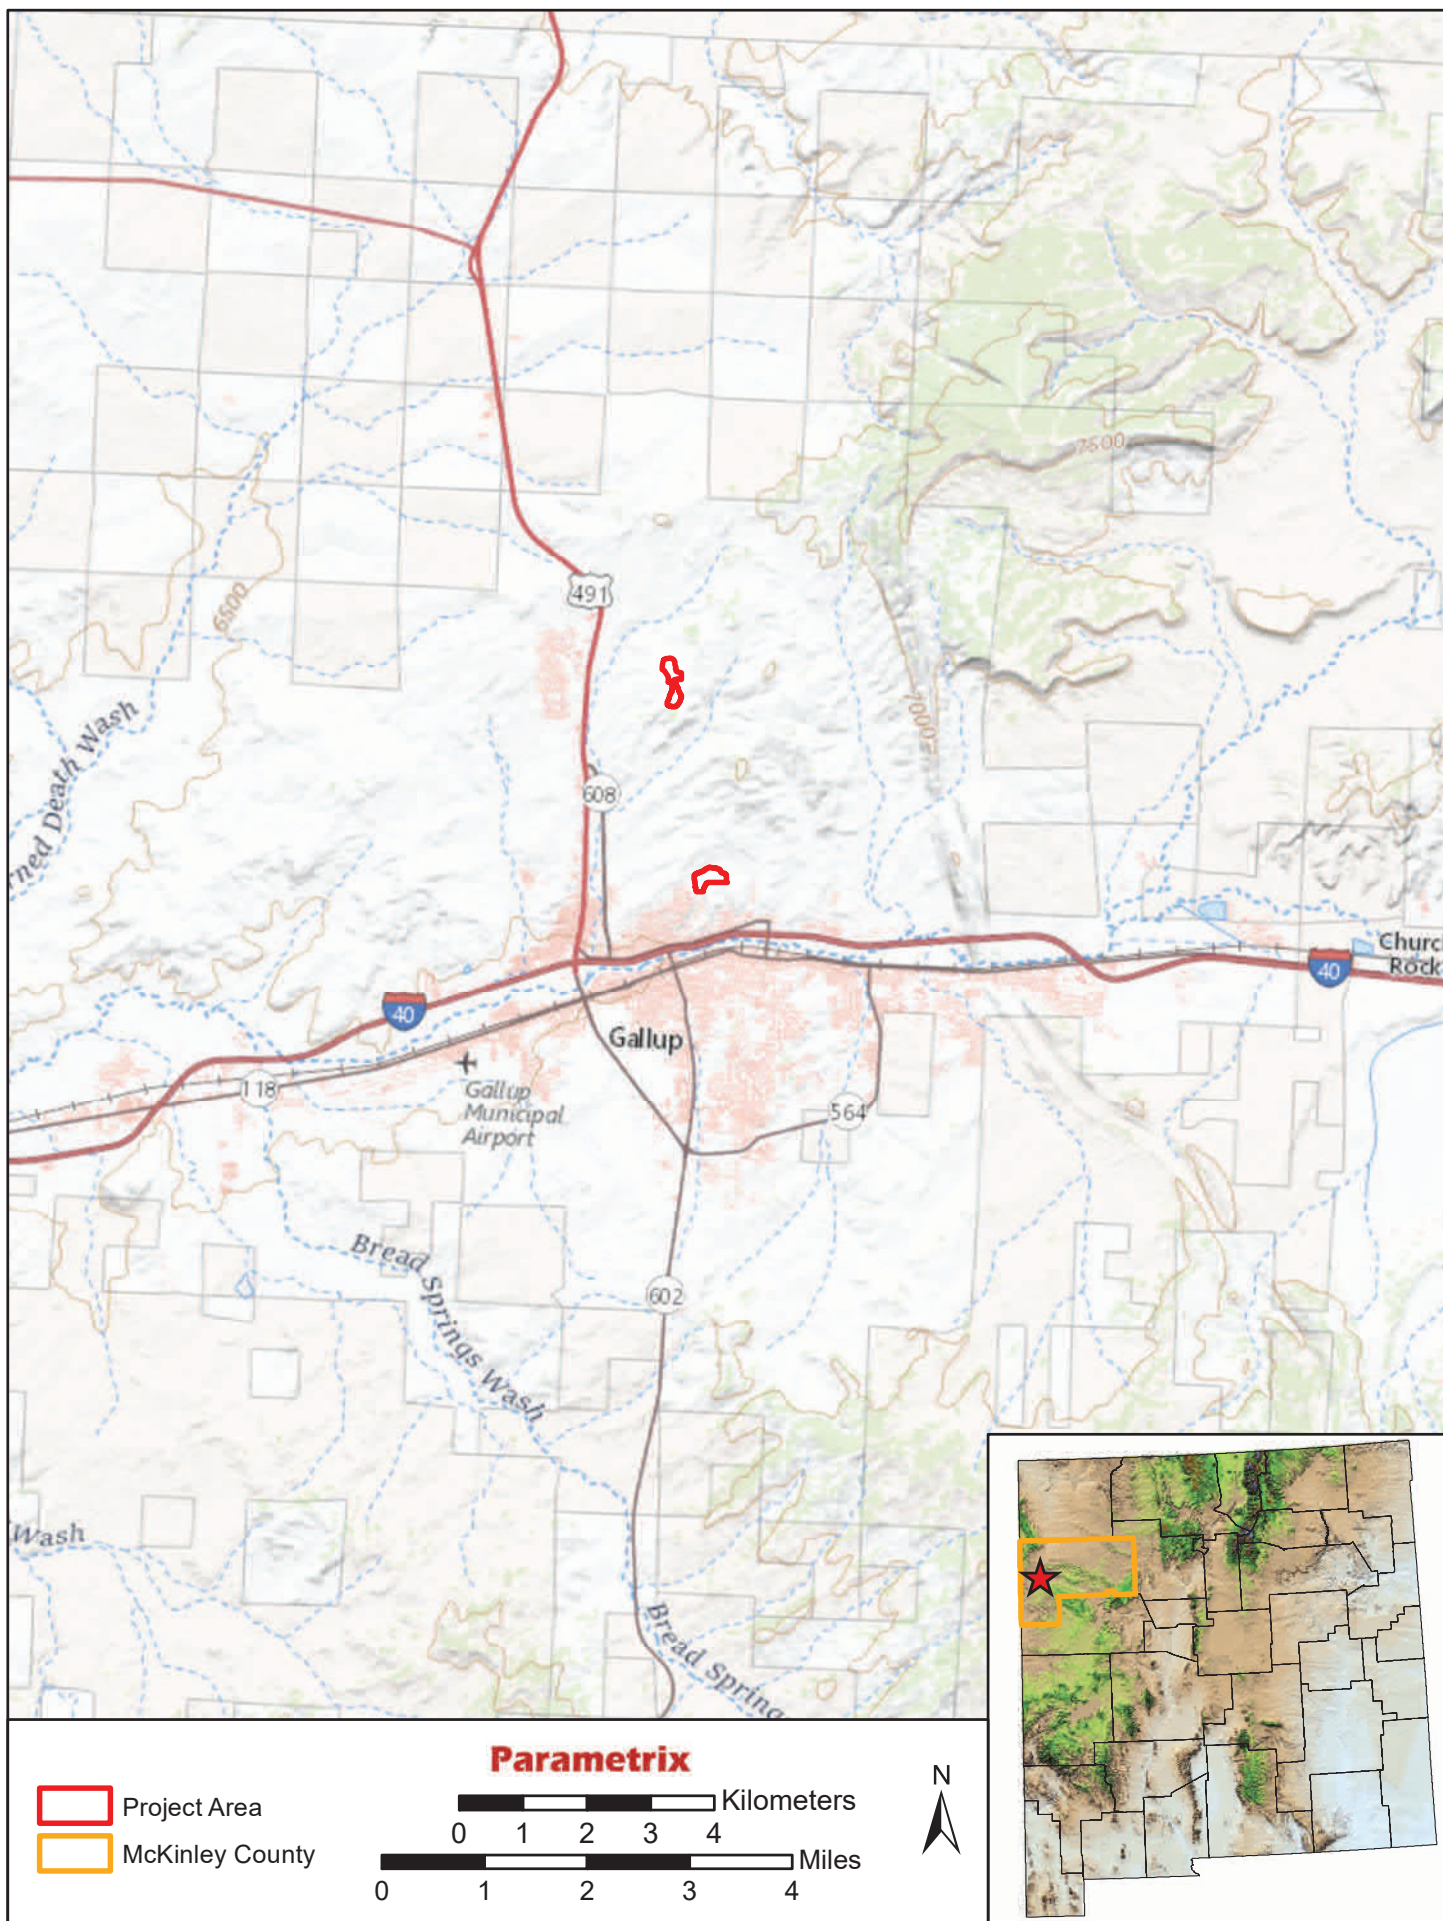 7500
491
6500
7000
rned Death Wash
608
Churc
Rock
40
40
Gallup
118
Gallup
Municipal
Airport
564
Bread Springs Wash
602
Wash
Bread Spring
Parametrix
Project Area
McKinley County
Kilometers
0 1 2 3 4
Miles
0 1 2 3 4
N